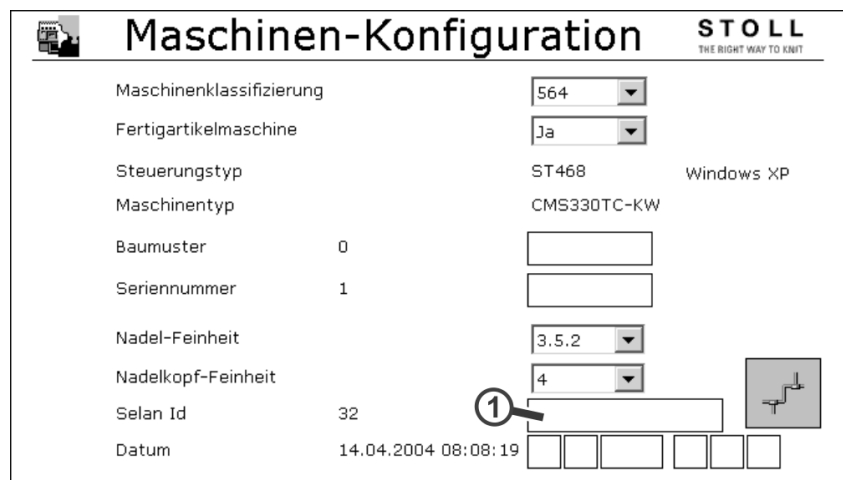 Maschinen-Konfiguration
STOLL
THE RIGHT WAY TO KNIT
Maschinenklassifizierung 564
Fertigartikelmaschine Ja
Steuerungstyp ST468 Windows XP
Maschinentyp CMS330TC-KW
Baumuster 0
Seriennummer 1
Nadel-Feinheit 3.5.2
Nadelkopf-Feinheit 4
Selan Id 32 1
Datum 14.04.2004 08:08:19